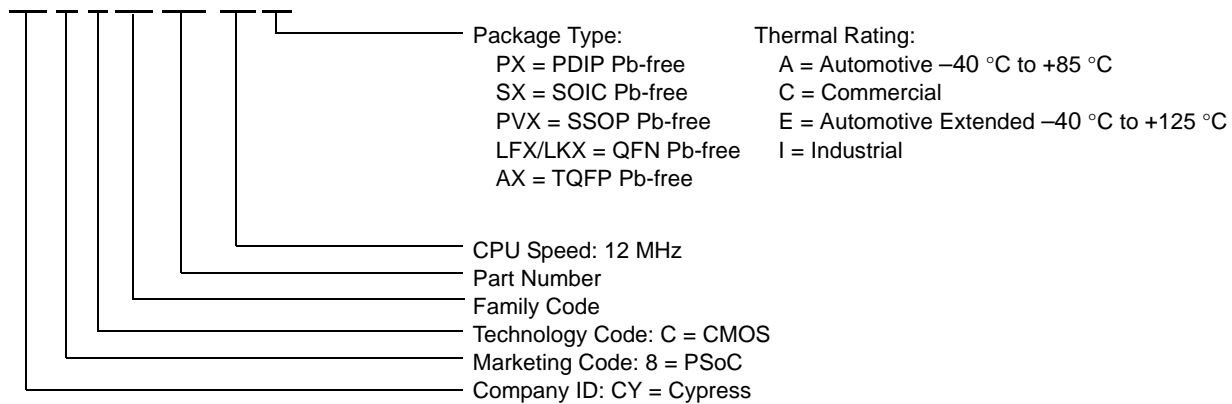 Package Type:
PX = PDIP Pb-free
SX = SOIC Pb-free
PVX = SSOP Pb-free
LFX/LKX = QFN Pb-free
AX = TQFP Pb-free
Thermal Rating:
A = Automotive –40 °C to +85 °C
C = Commercial
E = Automotive Extended –40 °C to +125 °C
I = Industrial
CPU Speed: 12 MHz
Part Number
Family Code
Technology Code: C = CMOS
Marketing Code: 8 = PSoC
Company ID: CY = Cypress